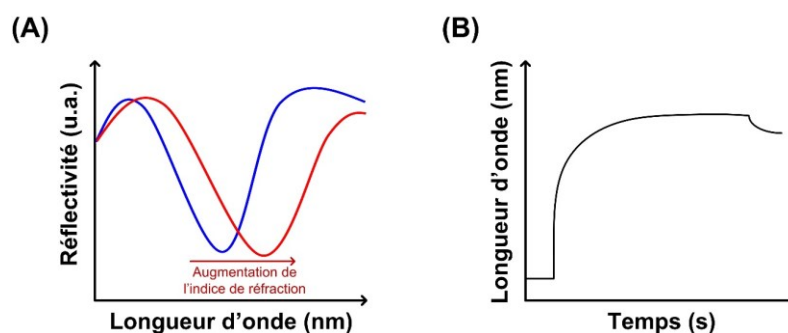 (A)
Réflectivité (u.a.)
Augmentation de
l'indice de réfraction
Longueur d'onde (nm)
(B)
Longueur d'onde (nm)
Temps (s)